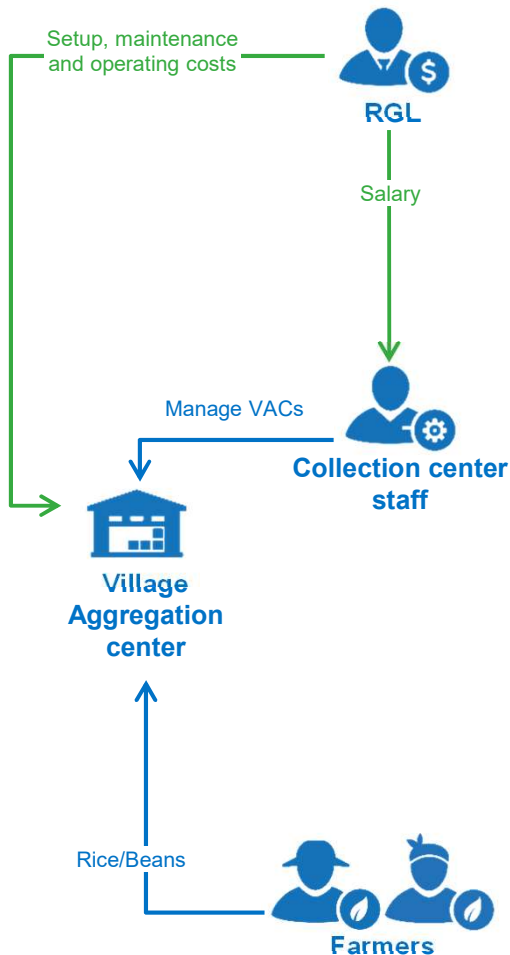 Setup, maintenance
and operating costs
$
RGL
Salary
Manage VACs
Collection center
staff
Village
Aggregation
center
Rice/Beans
Farmers